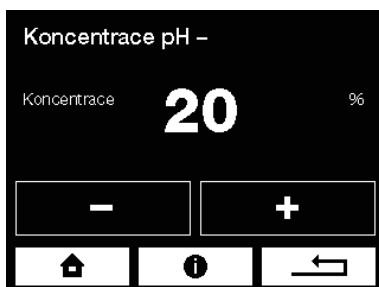 Koncentrace pH –
Koncentrace 20 %
– +